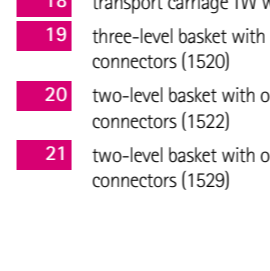 18 transport carriage TW
19 three-level basket with
connectors (1520)
20 two-level basket with
connectors (1522)
21 two-level basket with
connectors (1529)